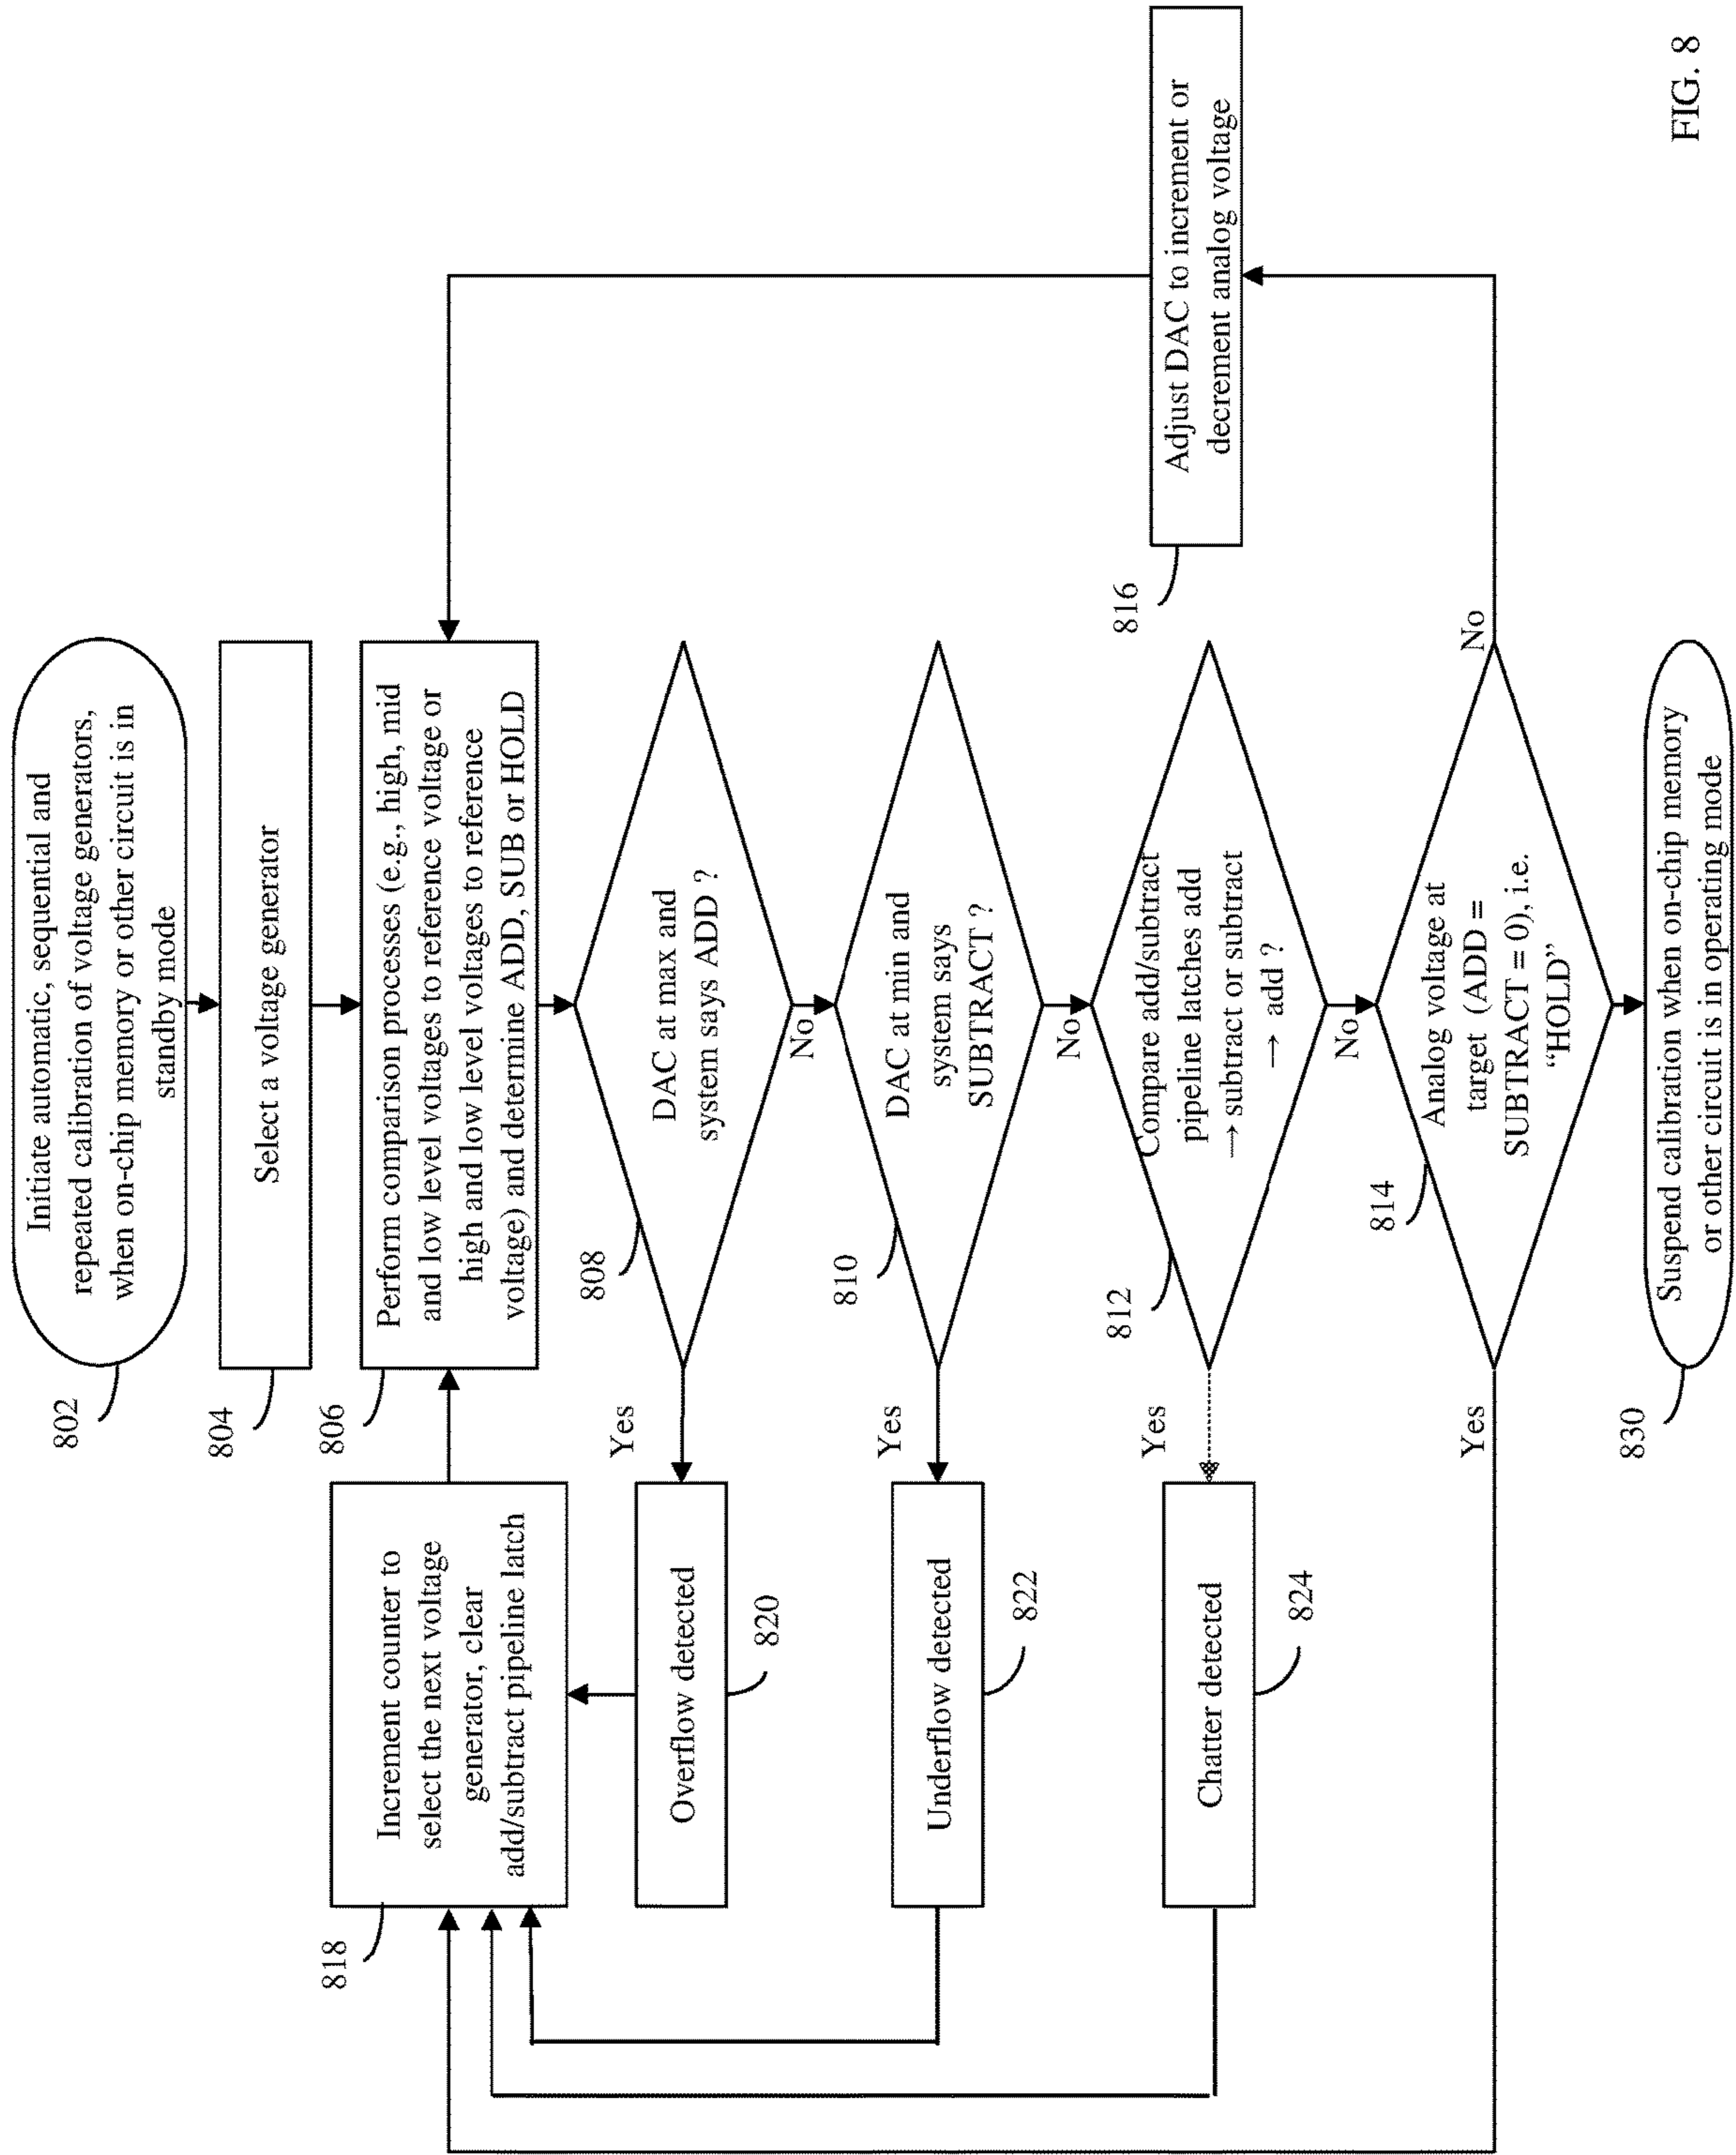 Initiate automatic, sequential and
repeated calibration of voltage generators,
when on-chip memory or other circuit is in
standby mode
802
Select a voltage generator
804
Perform comparison processes (e.g., high, mid
and low level voltages to reference voltage or
high and low level voltages to reference
voltage) and determine ADD, SUB or HOLD
806
Increment counter to
select the next voltage
generator, clear
add/subtract pipeline latch
818
DAC at max and
system says ADD ?
808
Yes
No
Overflow detected
820
DAC at min and
system says
SUBTRACT ?
810
Yes
No
Underflow detected
822
Compare add/subtract
pipeline latches add
→ subtract or subtract
→ add ?
812
Yes
No
Chatter detected
824
Adjust DAC to increment or
decrement analog voltage
816
Analog voltage at
target (ADD =
SUBTRACT = 0), i.e.
“HOLD”
814
Yes
No
Suspend calibration when on-chip memory
or other circuit is in operating mode
830
FIG. 8